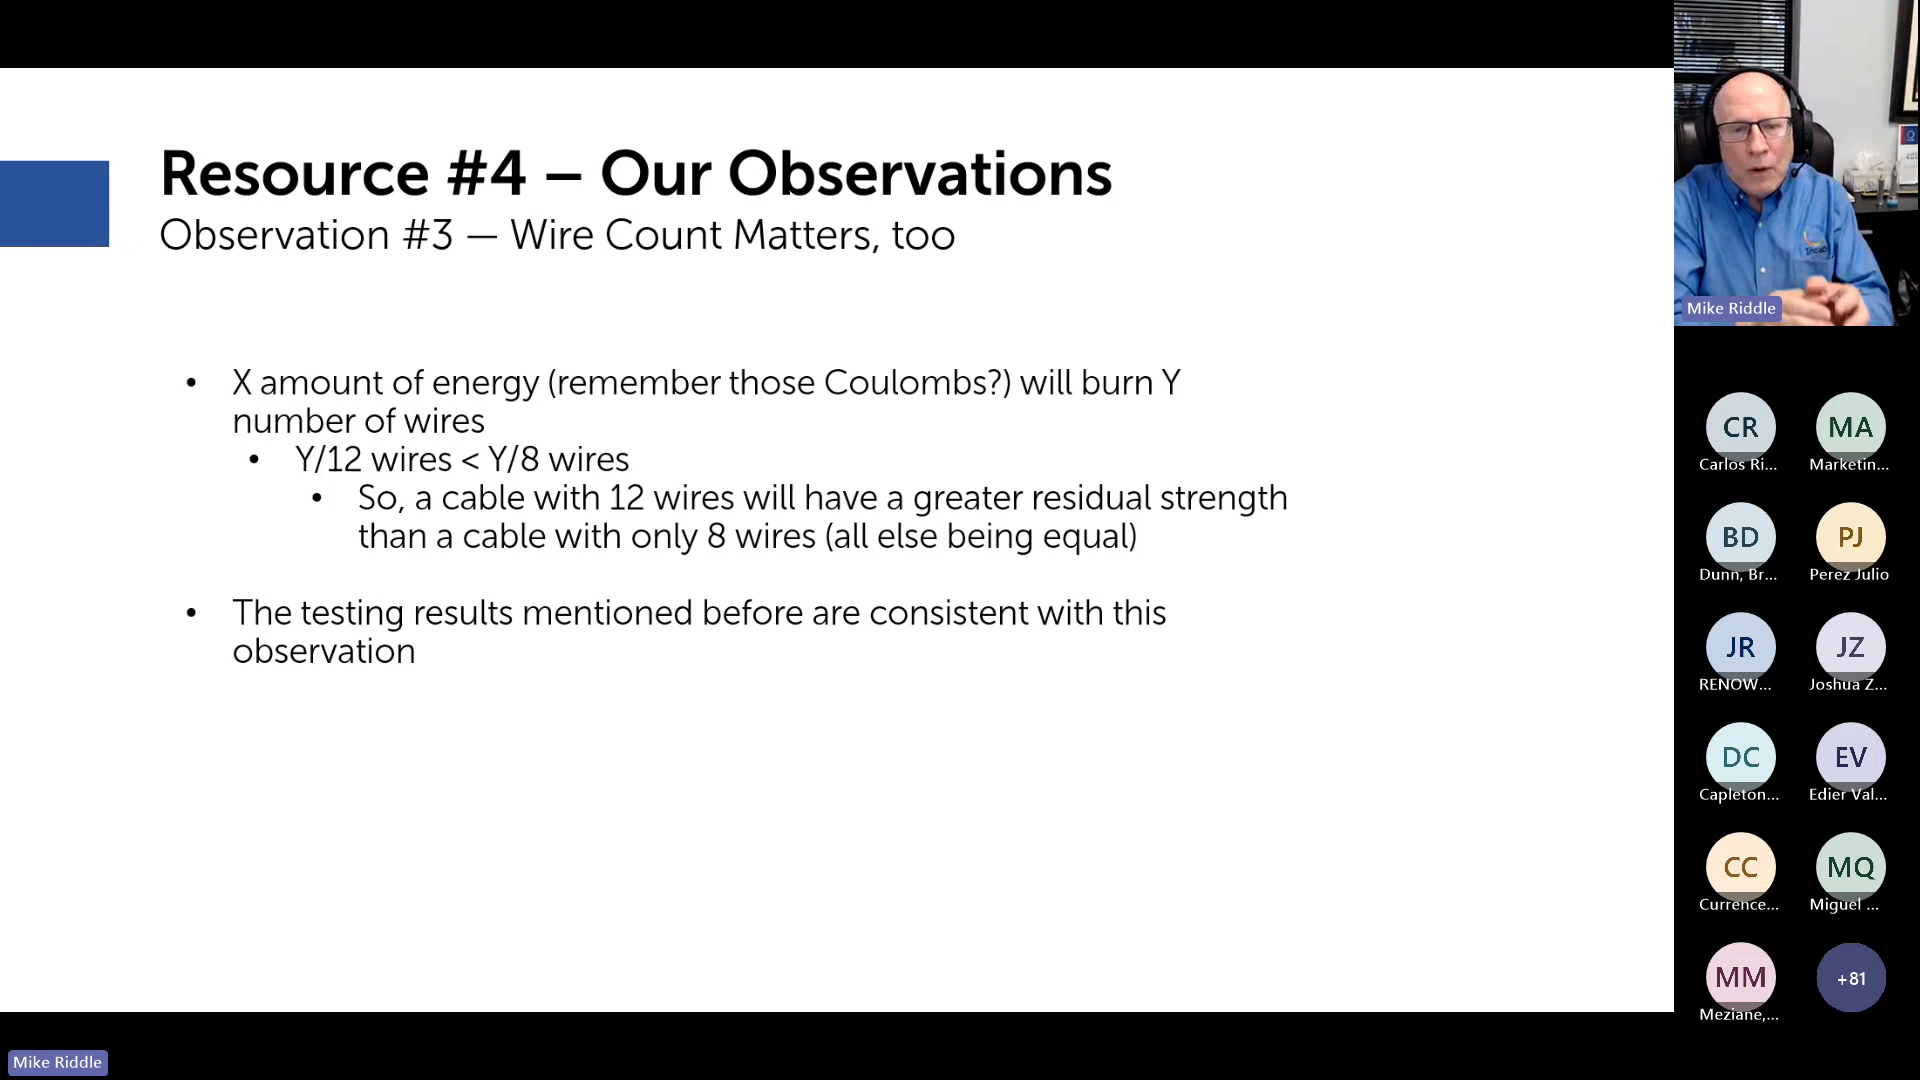 Resource #4 – Our Observations
Observation #3 — Wire Count Matters, too
• X amount of energy (remember those Coulombs?) will burn Y
number of wires
• Y/12 wires < Y/8 wires
• So, a cable with 12 wires will have a greater residual strength
than a cable with only 8 wires (all else being equal)
• The testing results mentioned before are consistent with this
observation
Incab
Mike Riddle
CR MA
Carlos Ri... Marketin...
BD PJ
Dunn, Br... Perez Julio
JR JZ
RENOW... Joshua Z...
DC EV
Capleton... Edier Val...
CC MQ
Currence... Miguel ...
MM +81
Meziane,...
Mike Riddle